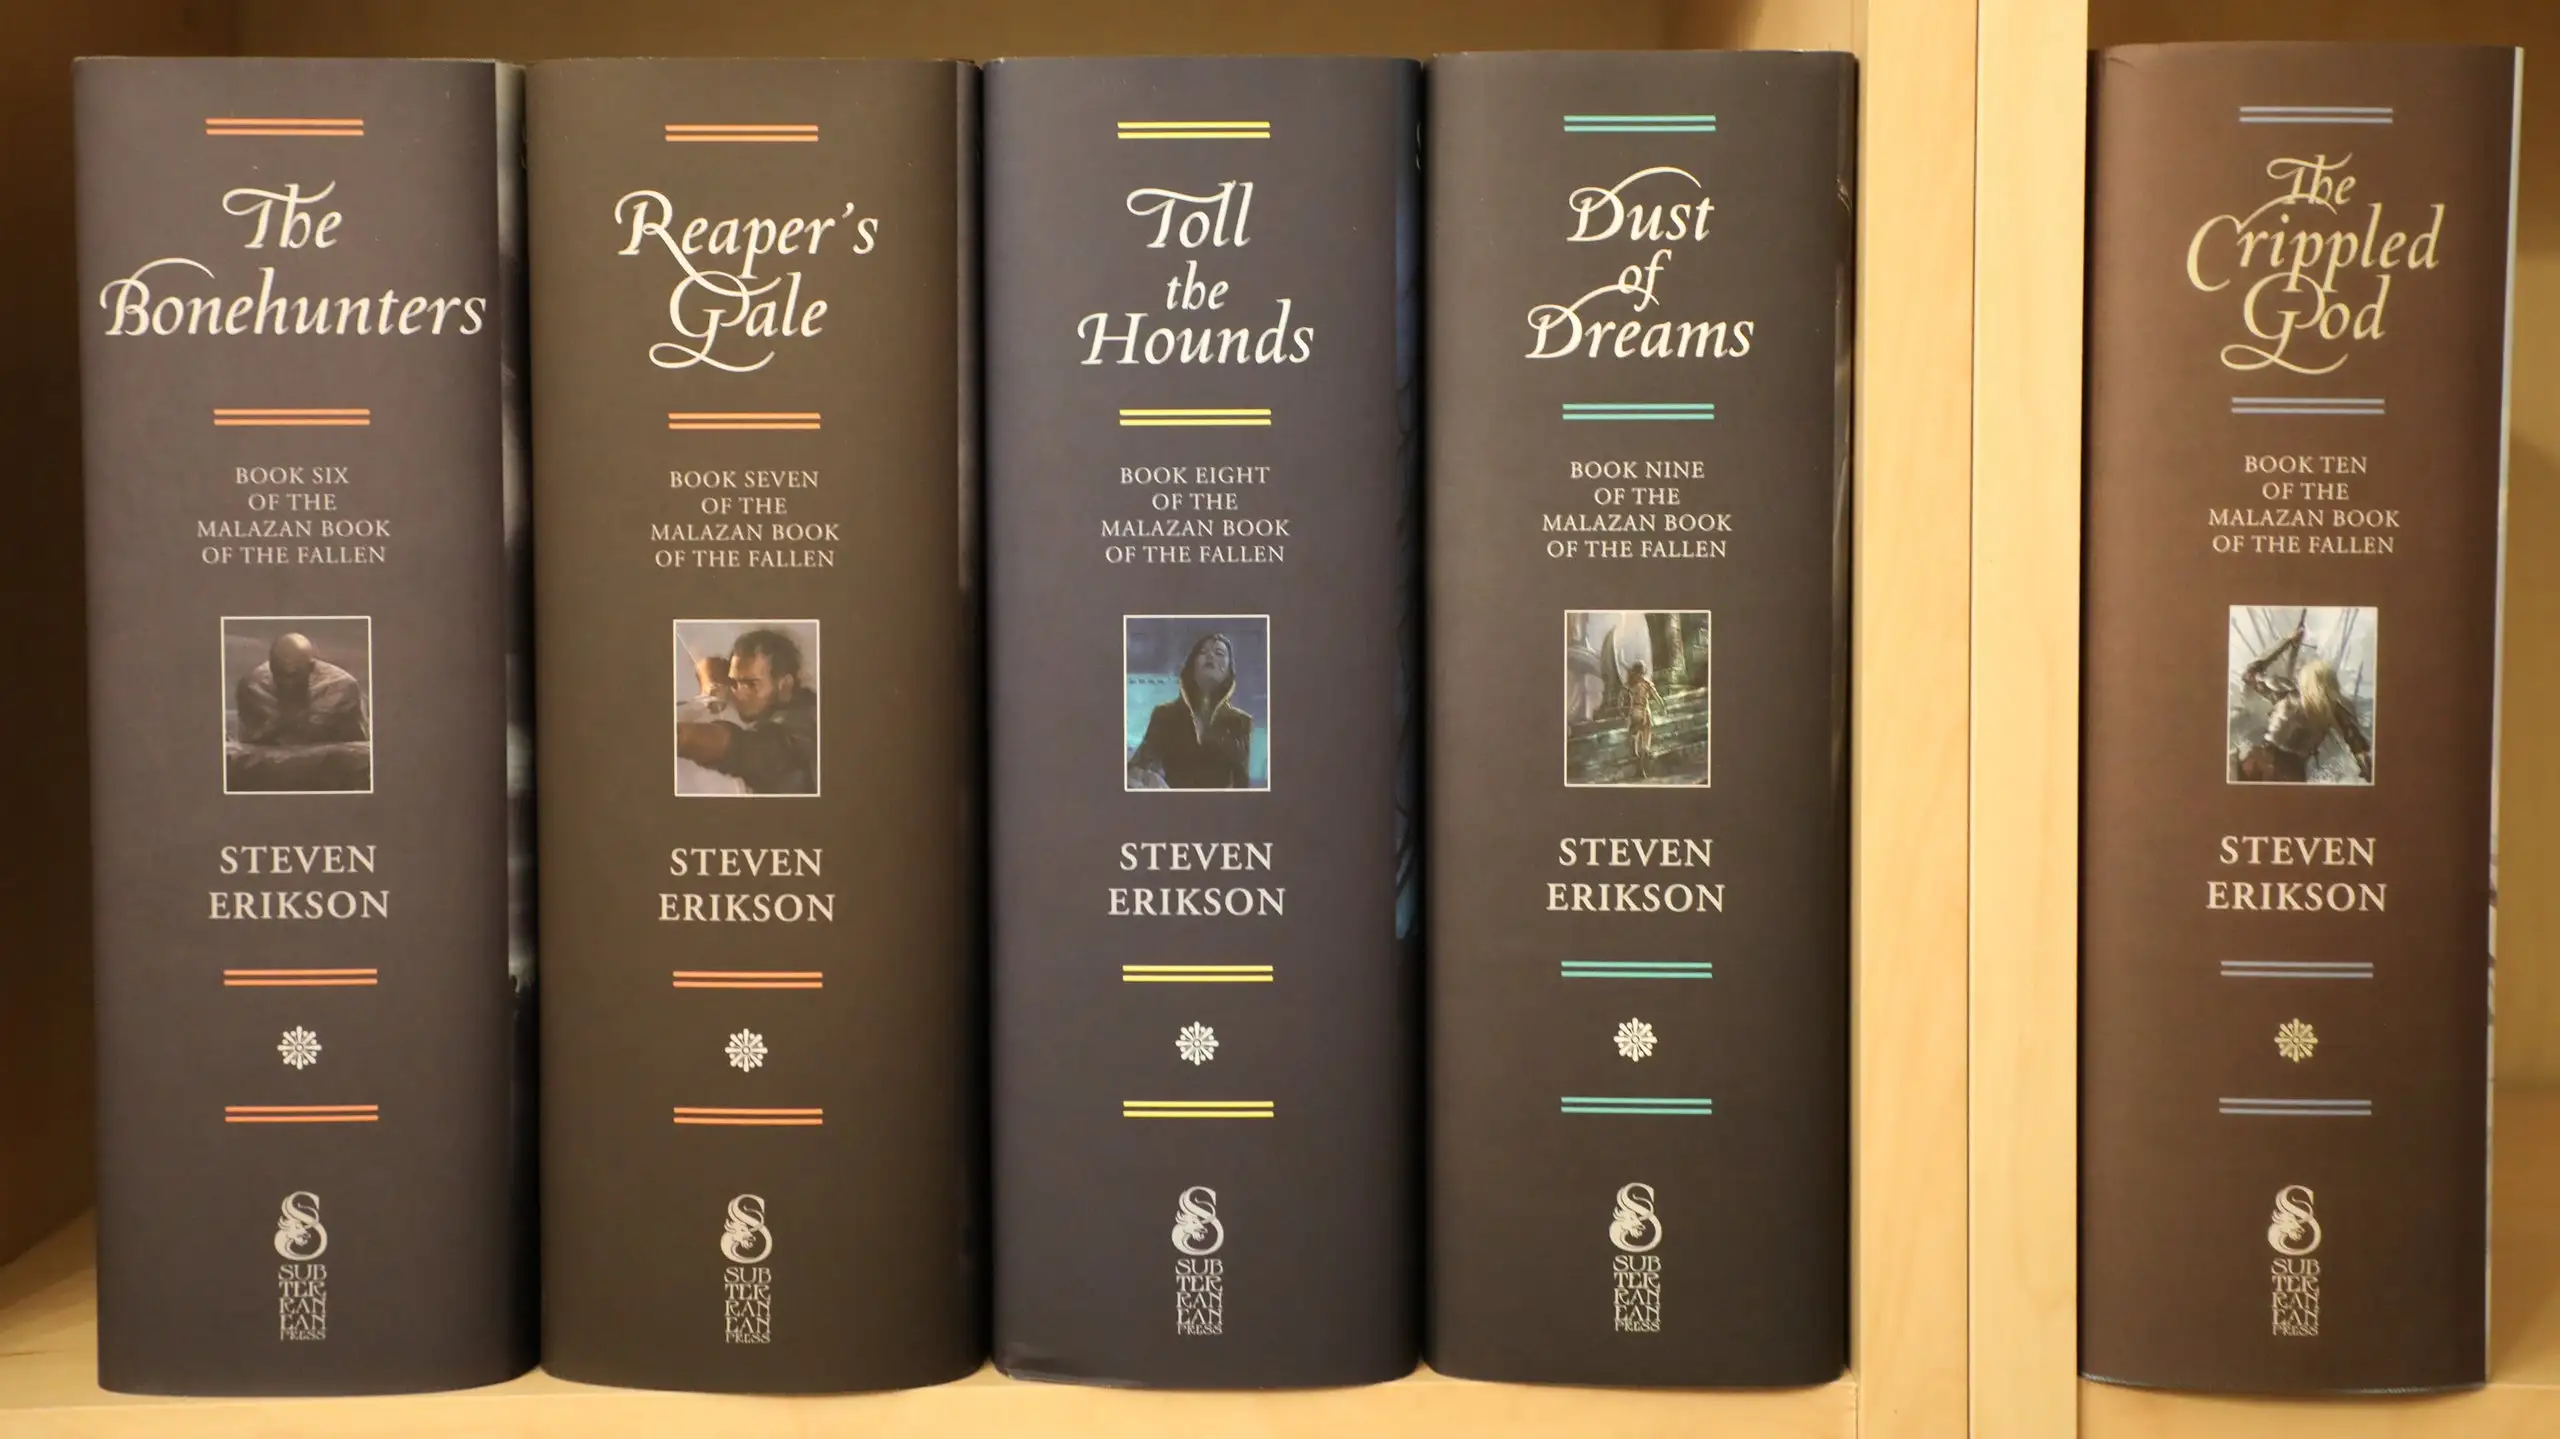 The
Bonehunters
BOOK SIX
OF THE
MALAZAN BOOK
OF THE FALLEN
STEVEN
ERIKSON
SUB
TER
RAN
EAN
PRESS
Reaper's
Gale
BOOK SEVEN
OF THE
MALAZAN BOOK
OF THE FALLEN
STEVEN
ERIKSON
SUB
TER
RAN
EAN
PRESS
Toll
the
Hounds
BOOK EIGHT
OF THE
MALAZAN BOOK
OF THE FALLEN
STEVEN
ERIKSON
SUB
TER
RAN
EAN
PRESS
Dust
of
Dreams
BOOK NINE
OF THE
MALAZAN BOOK
OF THE FALLEN
STEVEN
ERIKSON
SUB
TER
RAN
EAN
PRESS
The
Crippled
God
BOOK TEN
OF THE
MALAZAN BOOK
OF THE FALLEN
STEVEN
ERIKSON
SUB
TER
RAN
EAN
PRESS